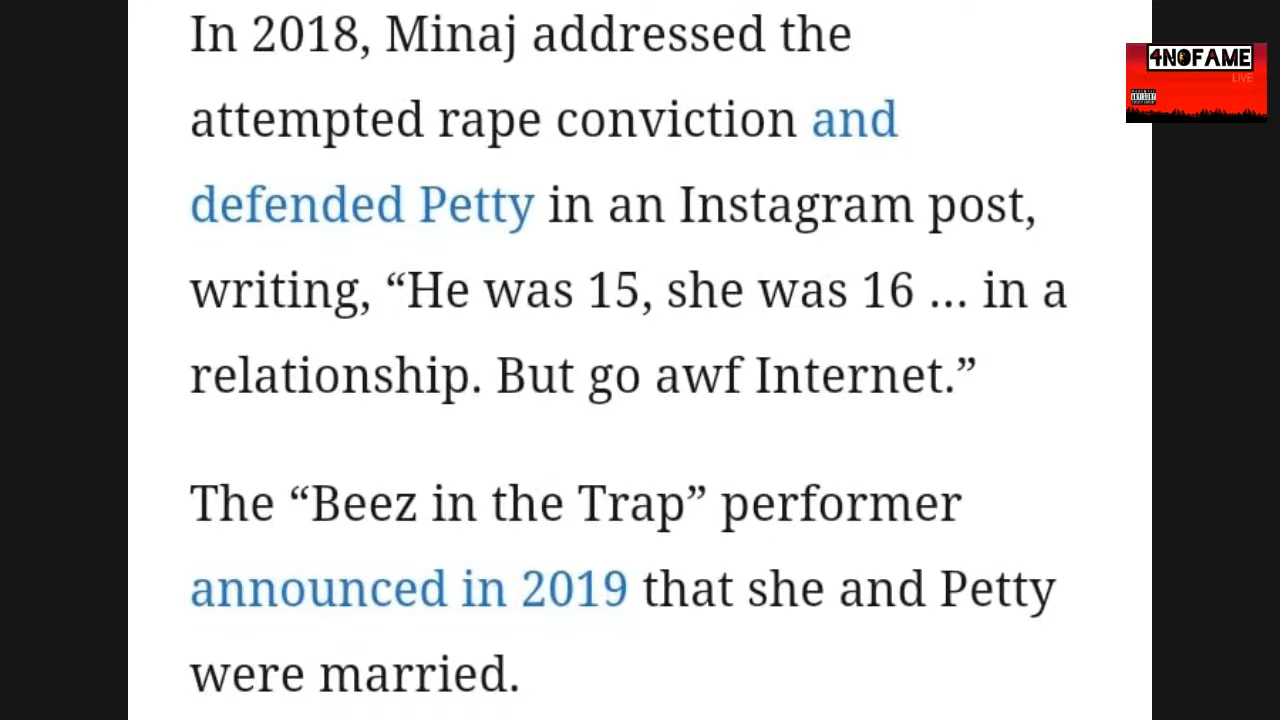 In 2018, Minaj addressed the
attempted rape conviction and
defended Petty in an Instagram post,
writing, “He was 15, she was 16 ... in a
relationship. But go awf Internet.”
The “Beez in the Trap” performer
announced in 2019 that she and Petty
were married.
4NOFAME
LIVE